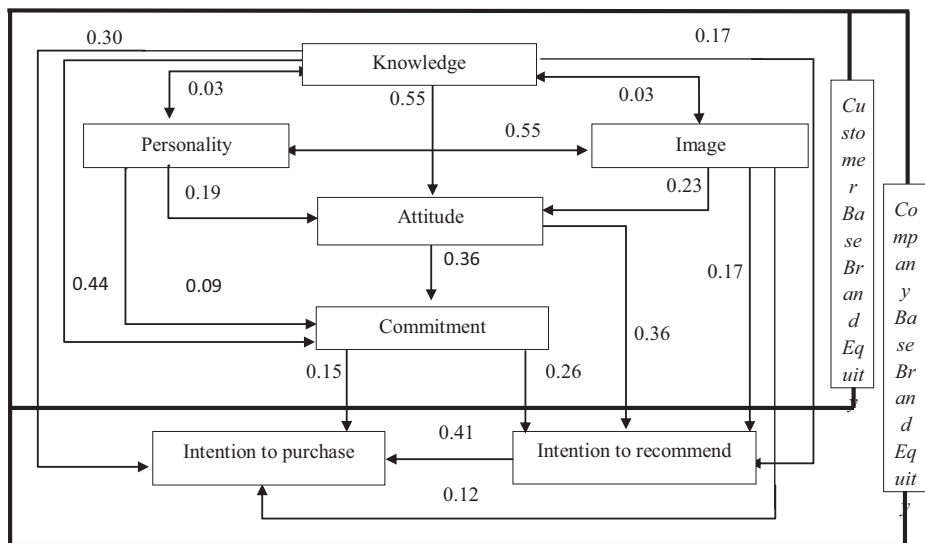 0.30
0.17
Knowledge
0.03
0.55
0.03
Personality
0.55
Image
0.19
0.23
Attitude
0.36
0.17
0.44
0.09
Commitment
0.36
0.15
0.26
Intention to purchase
0.41
Intention to recommend
0.12
Cu
sto
me
r
Ba
se
Br
an
d
Eq
uit
y
Co
mp
an
y
Ba
se
Br
an
d
Eq
uit
y